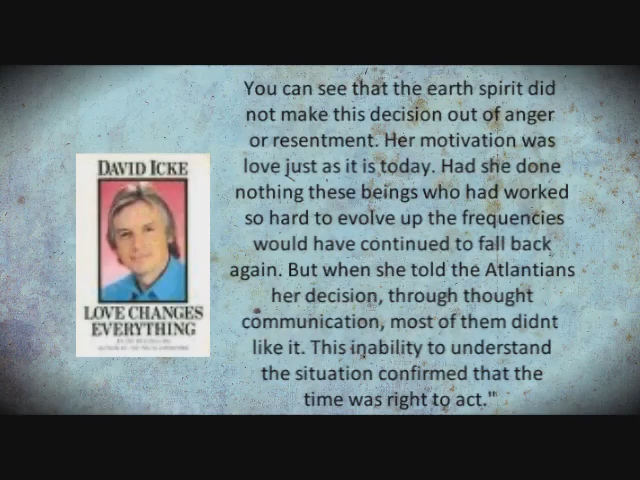 You can see that the earth spirit did
not make this decision out of anger
or resentment. Her motivation was
love just as it is today. Had she done
nothing these beings who had worked
so hard to evolve up the frequencies
would have continued to fall back
again. But when she told the Atlantians
her decision, through thought
communication, most of them didnt
like it. This inability to understand
the situation confirmed that the
time was right to act."
DAVID ICKE
LOVE CHANGES
EVERYTHING